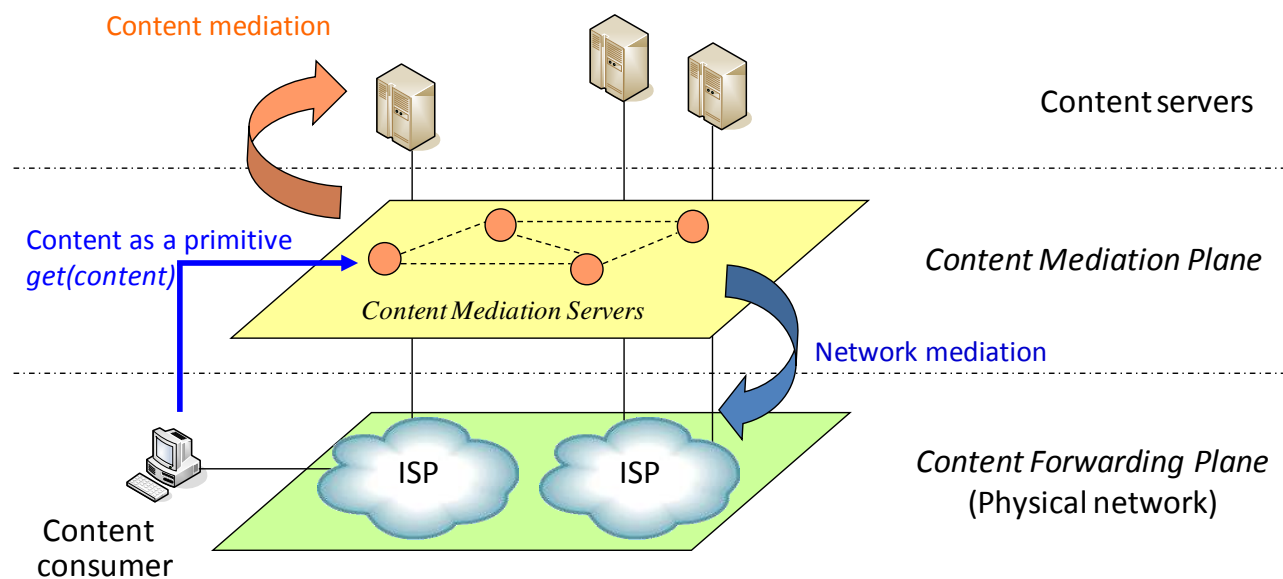 Content mediation
Content servers
Content as a primitive
get(content)
Content Mediation Plane
Content Mediation Servers
Network mediation
ISP
ISP
Content Forwarding Plane
(Physical network)
Content
consumer